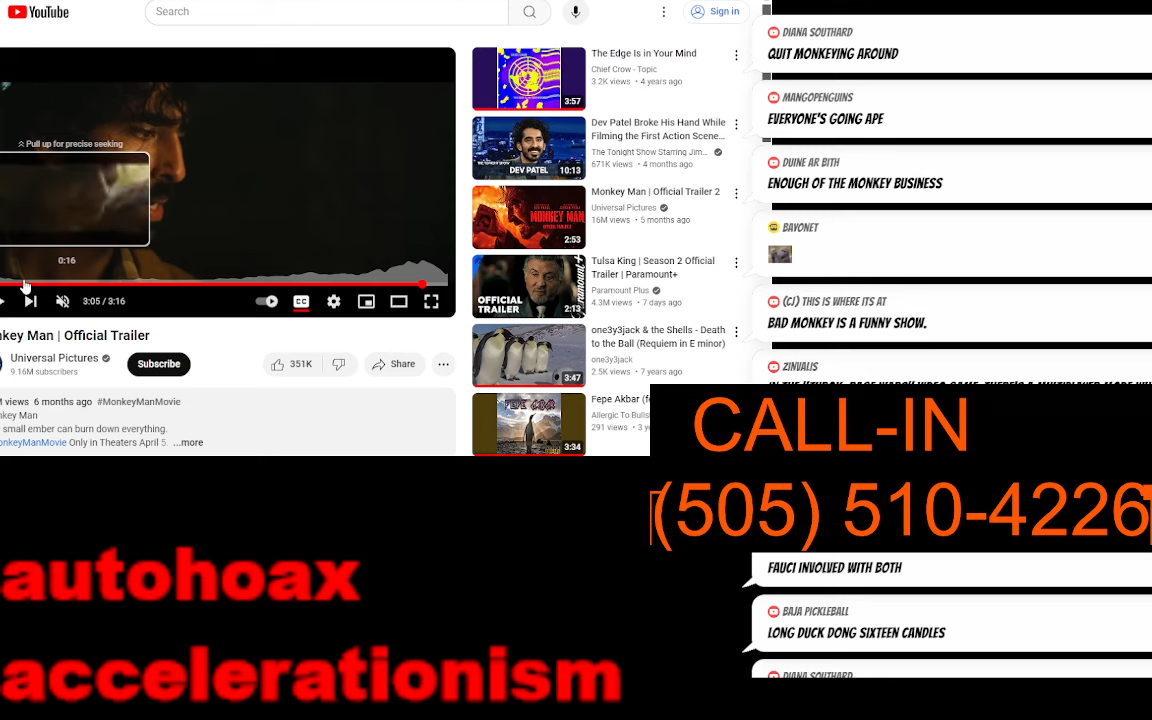 YouTube
Search
Sign in
Pull up for precise seeking
0:16
3:05 / 3:16
CC
nkey Man | Official Trailer
Universal Pictures
9.16M subscribers
Subscribe
351K
Share
views 6 months ago #MonkeyManMovie
nkey Man
small ember can burn down everything.
onkeyManMovie Only in Theaters April 5 ...more
The Edge Is in Your Mind
Chief Crow - Topic
3.2K views • 4 years ago
3:57
Dev Patel Broke His Hand While
Filming the First Action Scene...
The Tonight Show Starring Jim...
671K views • 4 months ago
DEV PATEL
10:13
Monkey Man | Official Trailer 2
Universal Pictures
16M views • 5 months ago
MONKEY MAN
2:53
Tulsa King | Season 2 Official
Trailer | Paramount+
Paramount Plus
4.3M views • 7 days ago
OFFICIAL
TRAILER
2:13
one3y3jack & the Shells - Death
to the Ball (Requiem in E minor)
one3y3jack
2.5K views • 7 years ago
3:47
Fepe Akbar (f
Allergic To Bulls
291 views • 3 y
FEPE AKBAR
3:34
DIANA SOUTHARD
QUIT MONKEYING AROUND
MANGOPENGUINS
EVERYONE'S GOING APE
DUINE AR BITH
ENOUGH OF THE MONKEY BUSINESS
BAYONET
(CJ) THIS IS WHERE ITS AT
BAD MONKEY IS A FUNNY SHOW.
ZINVALIS
CALL-IN
(505) 510-4226
FAUCI INVOLVED WITH BOTH
BAJA PICKLEBALL
LONG DUCK DONG SIXTEEN CANDLES
DIANA SOUTHARD
autohoax
accelerationism